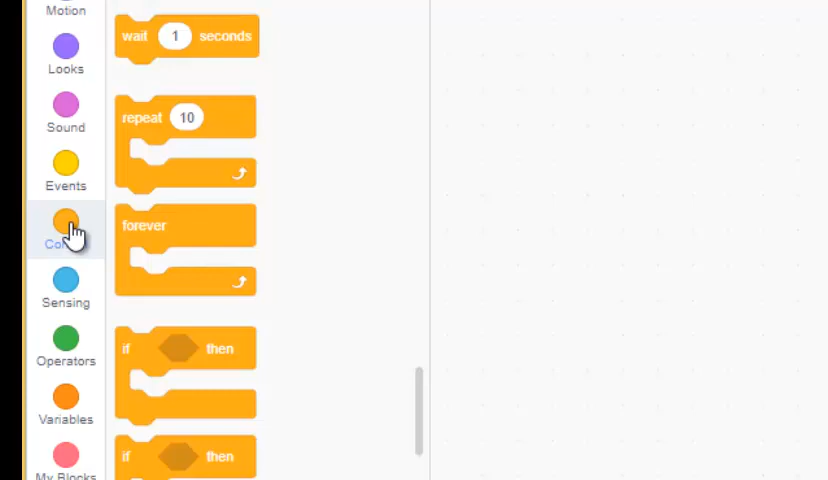 Motion
Looks
Sound
Events
Sensing
Operators
Variables
My Blocks
wait 1 seconds
repeat 10
forever
if then
if then